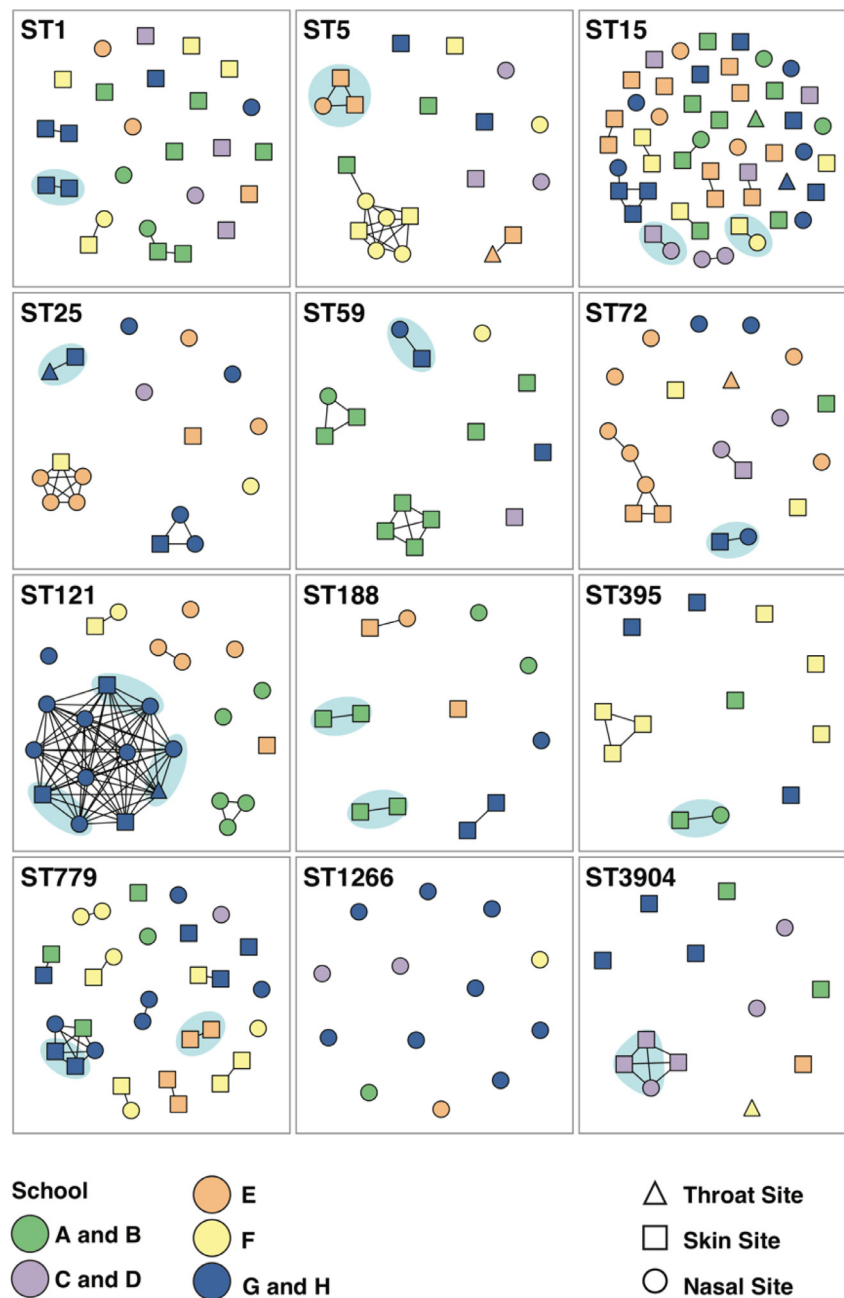 ST1
ST5
ST15
ST25
ST59
ST72
ST121
ST188
ST395
ST779
ST1266
ST3904
School
A and B
C and D
E
F
G and H
Throat Site
Skin Site
Nasal Site